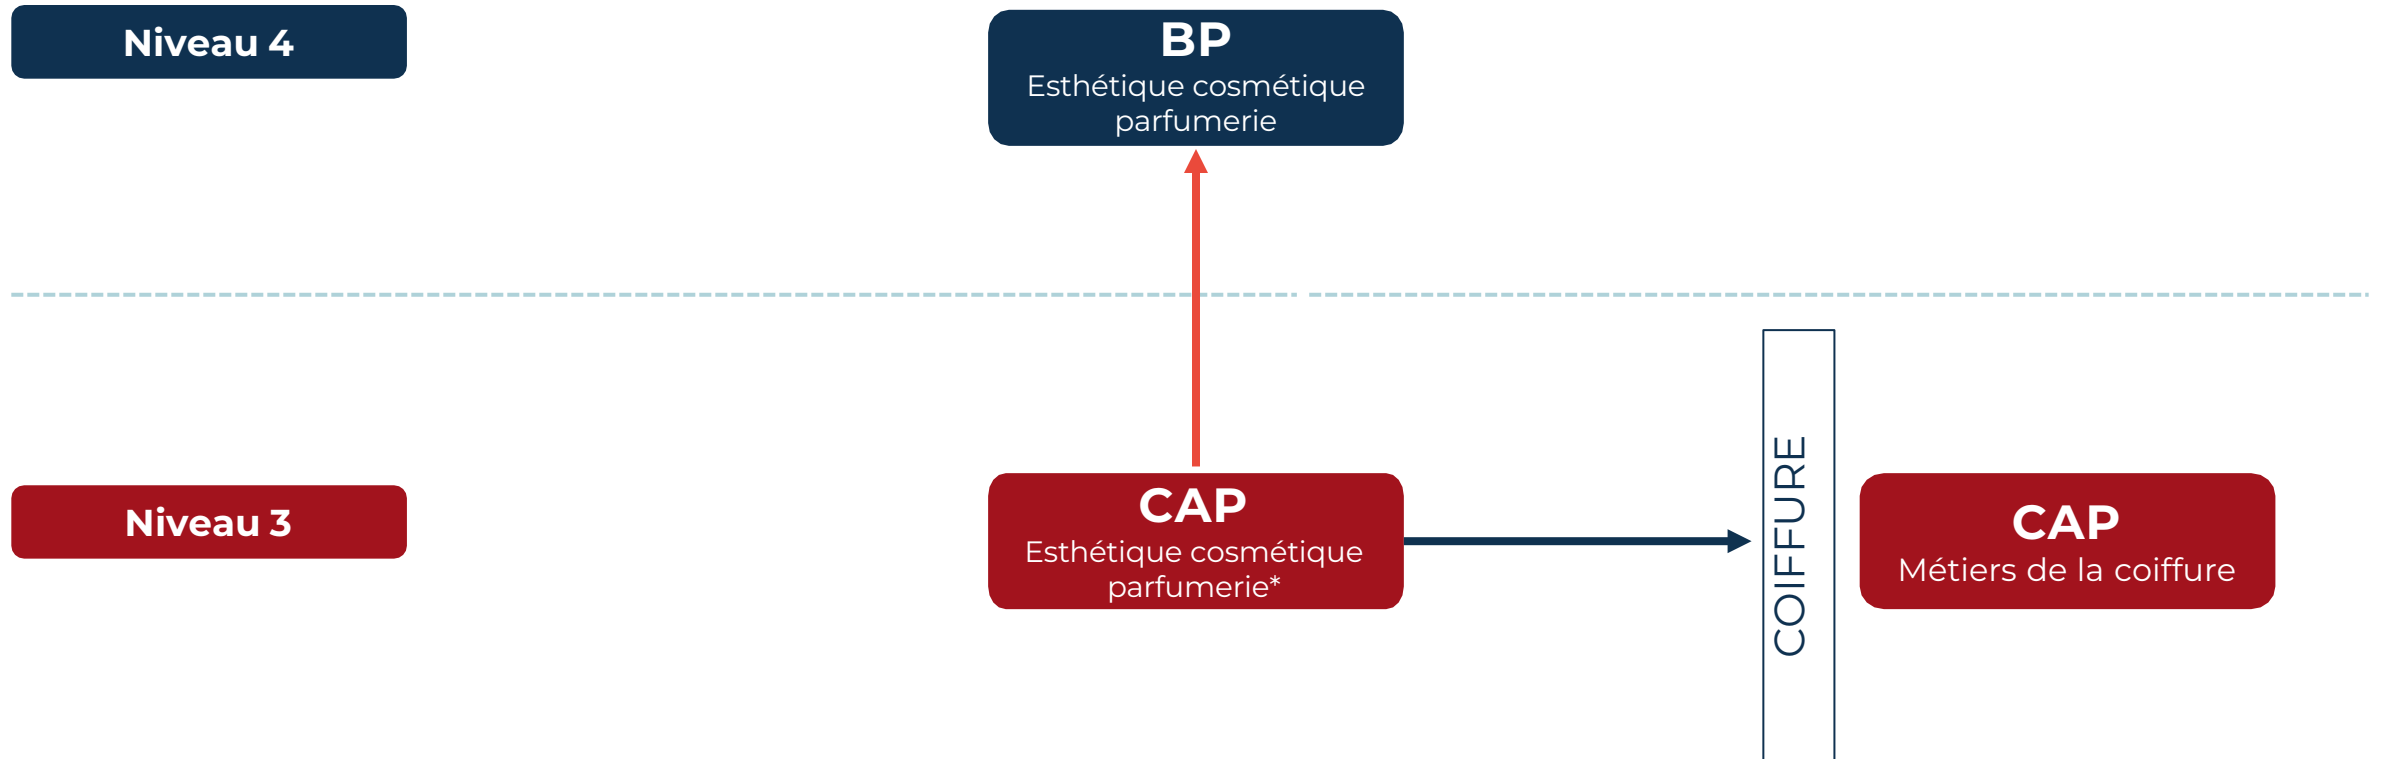 Niveau 4
BP
Esthétique cosmétique
parfumerie
Niveau 3
CAP
Esthétique cosmétique
parfumerie*
COIFFURE
CAP
Métiers de la coiffure